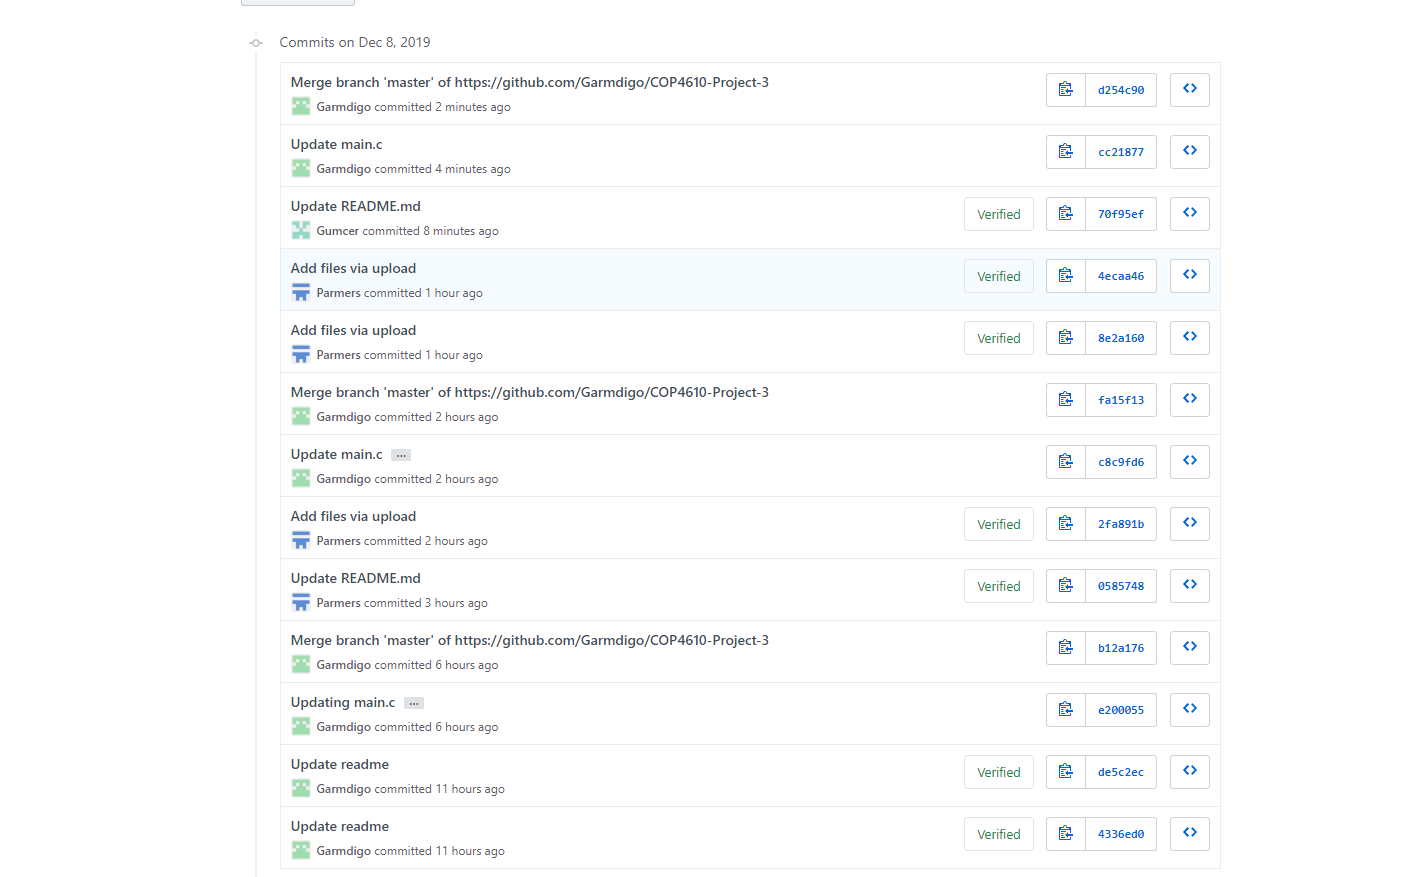 Commits on Dec 8, 2019
Merge branch 'master' of https://github.com/Garmdigo/COP4610-Project-3
Garmdigo committed 2 minutes ago
d254c90
Update main.c
Garmdigo committed 4 minutes ago
cc21877
Update README.md
Gumcer committed 8 minutes ago
Verified
70f95ef
Add files via upload
Parmers committed 1 hour ago
Verified
4ecaa46
Add files via upload
Parmers committed 1 hour ago
Verified
8e2a160
Merge branch 'master' of https://github.com/Garmdigo/COP4610-Project-3
Garmdigo committed 2 hours ago
fa15f13
Update main.c ...
Garmdigo committed 2 hours ago
c8c9fd6
Add files via upload
Parmers committed 2 hours ago
Verified
2fa891b
Update README.md
Parmers committed 3 hours ago
Verified
0585748
Merge branch 'master' of https://github.com/Garmdigo/COP4610-Project-3
Garmdigo committed 6 hours ago
b12a176
Updating main.c ...
Garmdigo committed 6 hours ago
e200055
Update readme
Garmdigo committed 11 hours ago
Verified
de5c2ec
Update readme
Garmdigo committed 11 hours ago
Verified
4336ed0